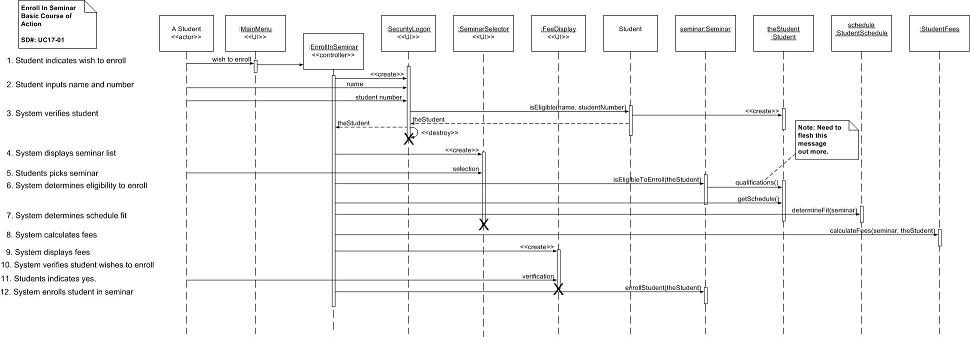 Enroll In Seminar
Basic Course of
Action
SD#: UC17-01
A Student
<<actor>>
:MainMenu
<<UI>>
:EnrollInSeminar
<<controller>>
:SecurityLogon
<<UI>>
:SeminarSelector
<<UI>>
:FeeDisplay
<<UI>>
Student
seminar:Seminar
theStudent
:Student
schedule
:StudentSchedule
:StudentFees
1. Student indicates wish to enroll
wish to enroll
<<create>>
2. Student inputs name and number
name
student number
3. System verifies student
isEligible(name, studentNumber)
<<create>>
theStudent
theStudent
<<destroy>>
Note: Need to
flesh this
message
out more.
4. System displays seminar list
<<create>>
5. Students picks seminar
selection
6. System determines eligibility to enroll
isEligibleToEnroll(theStudent)
qualifications()
getSchedule()
7. System determines schedule fit
determineFit(seminar)
8. System calculates fees
calculateFees(seminar, theStudent)
9. System displays fees
<<create>>
10. System verifies student wishes to enroll
11. Students indicates yes.
verification
12. System enrolls student in seminar
enrollStudent(theStudent)